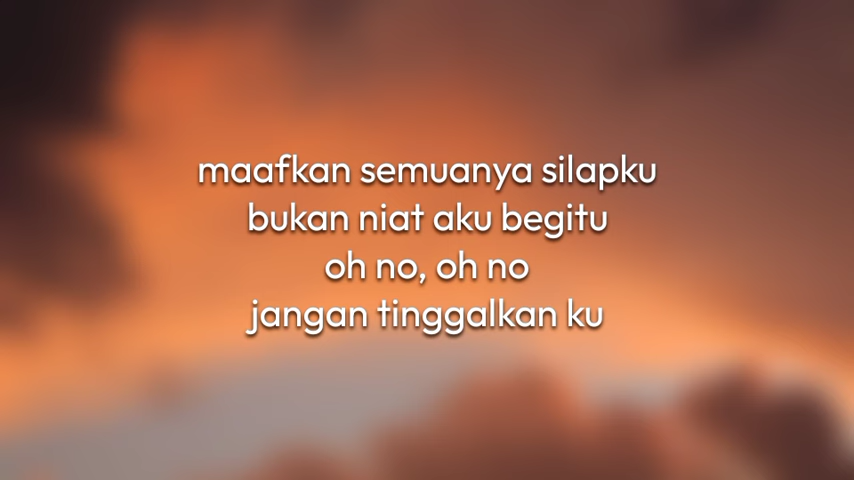 maafkan semuanya silapku
bukan niat aku begitu
oh no, oh no
jangan tinggalkan ku